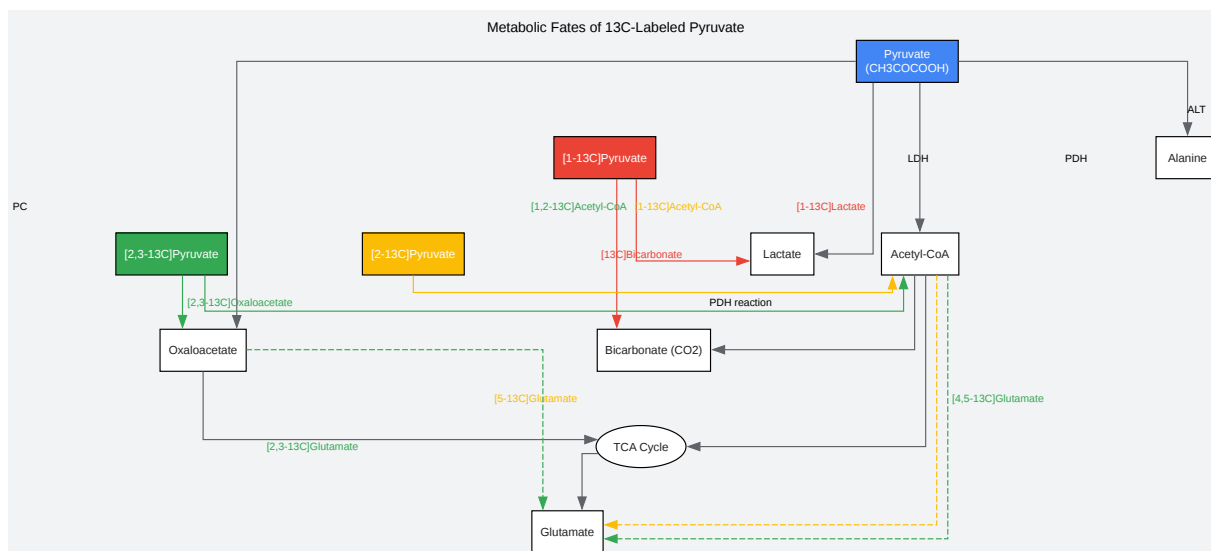 Metabolic Fates of 13C-Labeled Pyruvate
Pyruvate
(CH3COCOOH)
ALT
[1-13C]Pyruvate
LDH
PDH
Alanine
PC
[1,2-13C]Acetyl-CoA
[1-13C]Acetyl-CoA
[1-13C]Lactate
[2,3-13C]Pyruvate
[2-13C]Pyruvate
[13C]Bicarbonate
Lactate
Acetyl-CoA
[2,3-13C]Oxaloacetate
PDH reaction
Oxaloacetate
Bicarbonate (CO2)
[5-13C]Glutamate
[4,5-13C]Glutamate
[2,3-13C]Glutamate
TCA Cycle
Glutamate